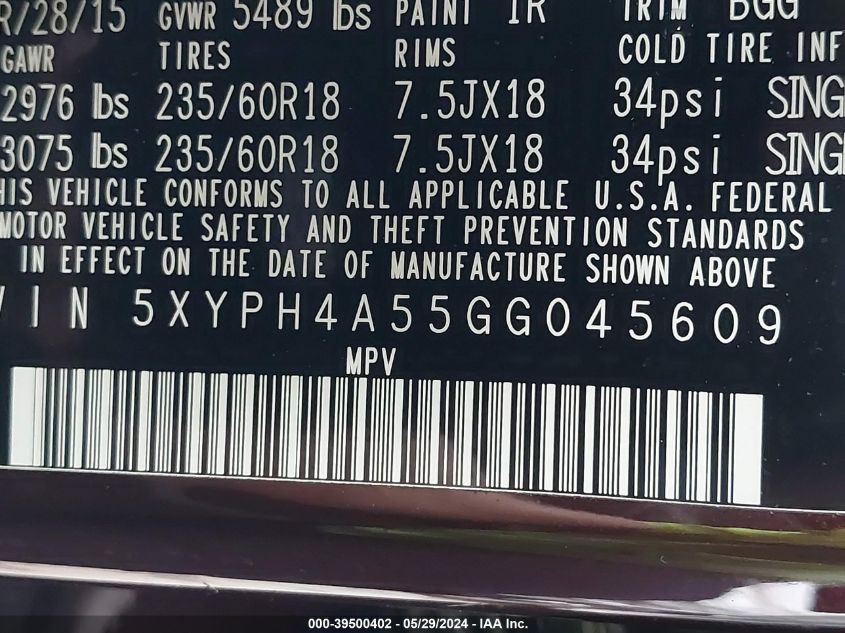 R/28/15 GVWR 5489 lbs PAINT IR TRIM BGG
GAWR TIRES RIMS COLD TIRE INF
2976 lbs 235/60R18 7.5JX18 34psi SING
3075 lbs 235/60R18 7.5JX18 34psi SING
HIS VEHICLE CONFORMS TO ALL APPLICABLE U.S.A. FEDERAL
MOTOR VEHICLE SAFETY AND THEFT PREVENTION STANDARDS
IN EFFECT ON THE DATE OF MANUFACTURE SHOWN ABOVE
VIN 5XYPH4A55GG045609
MPV
000-39500402 - 05/29/2024 - IAA Inc.